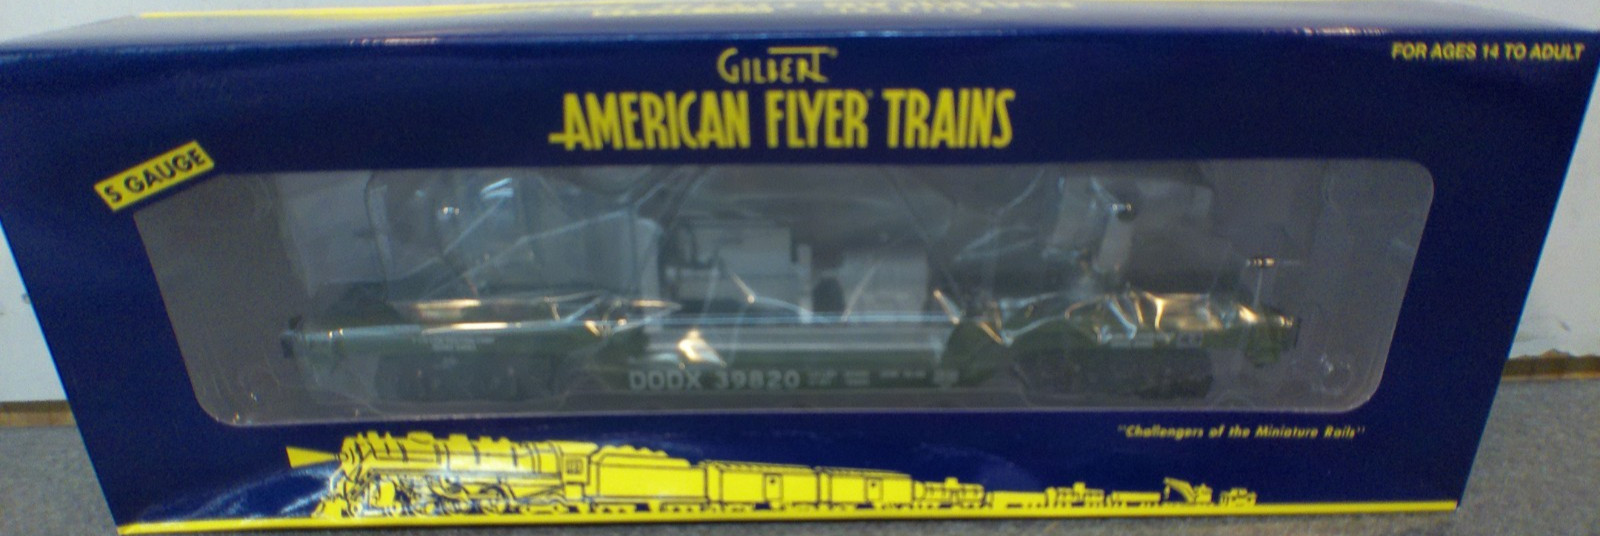 GILBERT
FOR AGES 14 TO ADULT
AMERICAN FLYER TRAINS
S GAUGE
DODX 39820
"Challengers of the Miniature Rails"